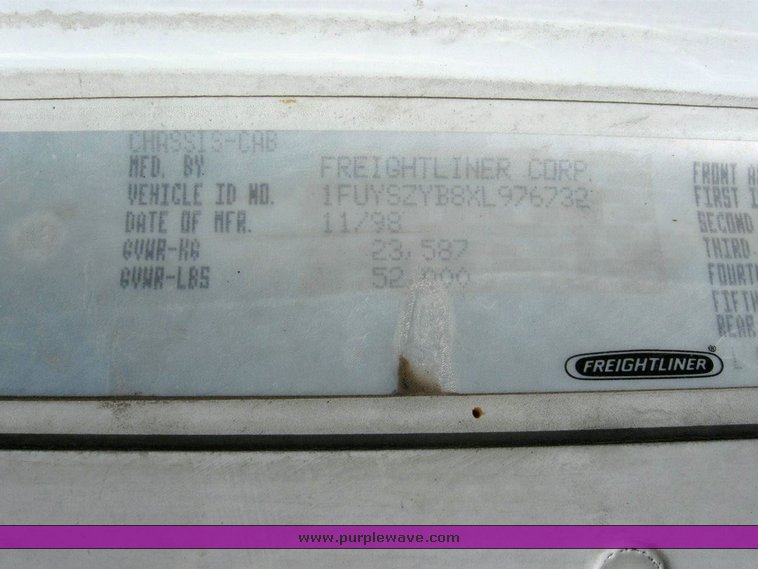 CHASSIS-CAB
MFD. BY FREIGHTLINER CORP.
VEHICLE ID NO. 1FUYSZYB8XL976732
DATE OF MFR. 11/98
GVWR-KG 23,587
GVWR-LBS 52,000
FRONT
FIRST
SECOND
THIRD
FOURTH
FIFTH
REAR
FREIGHTLINER®
www.purplewave.com